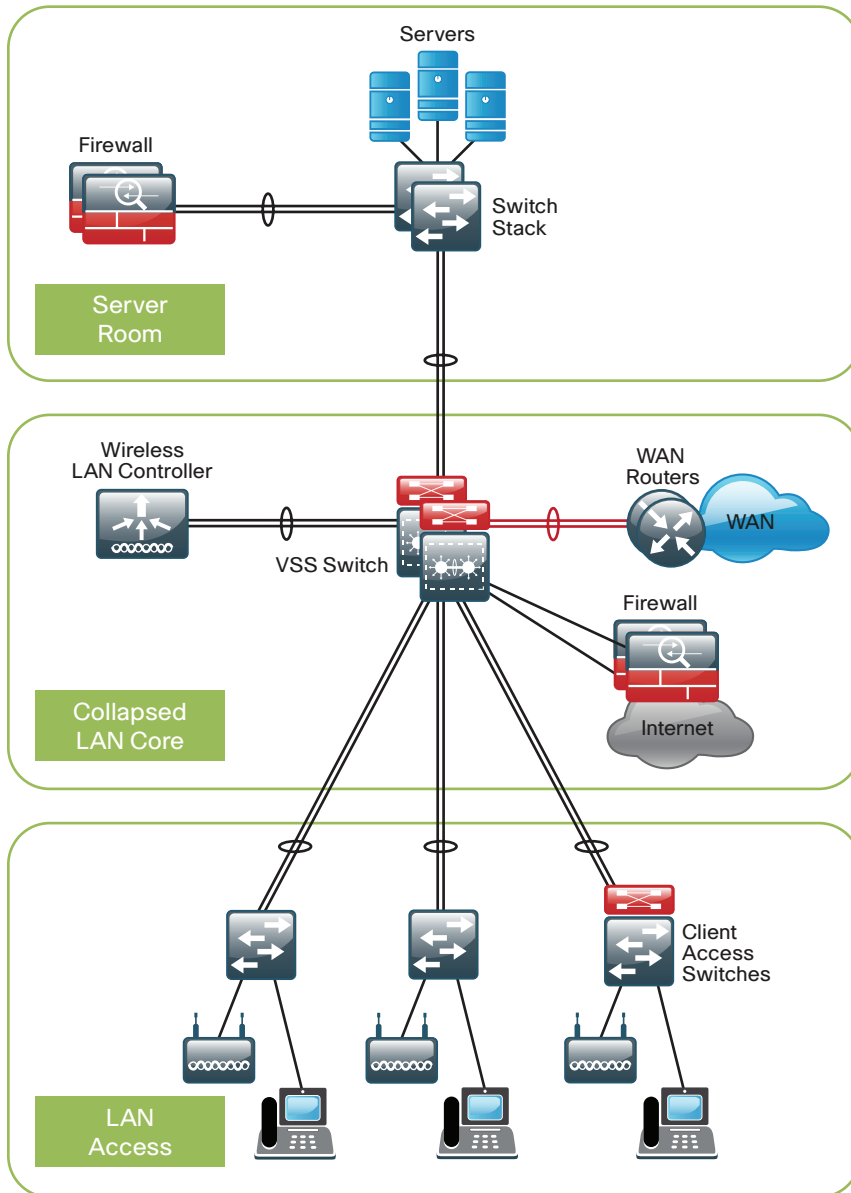 Servers
Firewall
Switch
Stack
Server
Room
Wireless
LAN Controller
WAN
Routers
WAN
VSS Switch
Firewall
Internet
Collapsed
LAN Core
Client
Access
Switches
LAN
Access